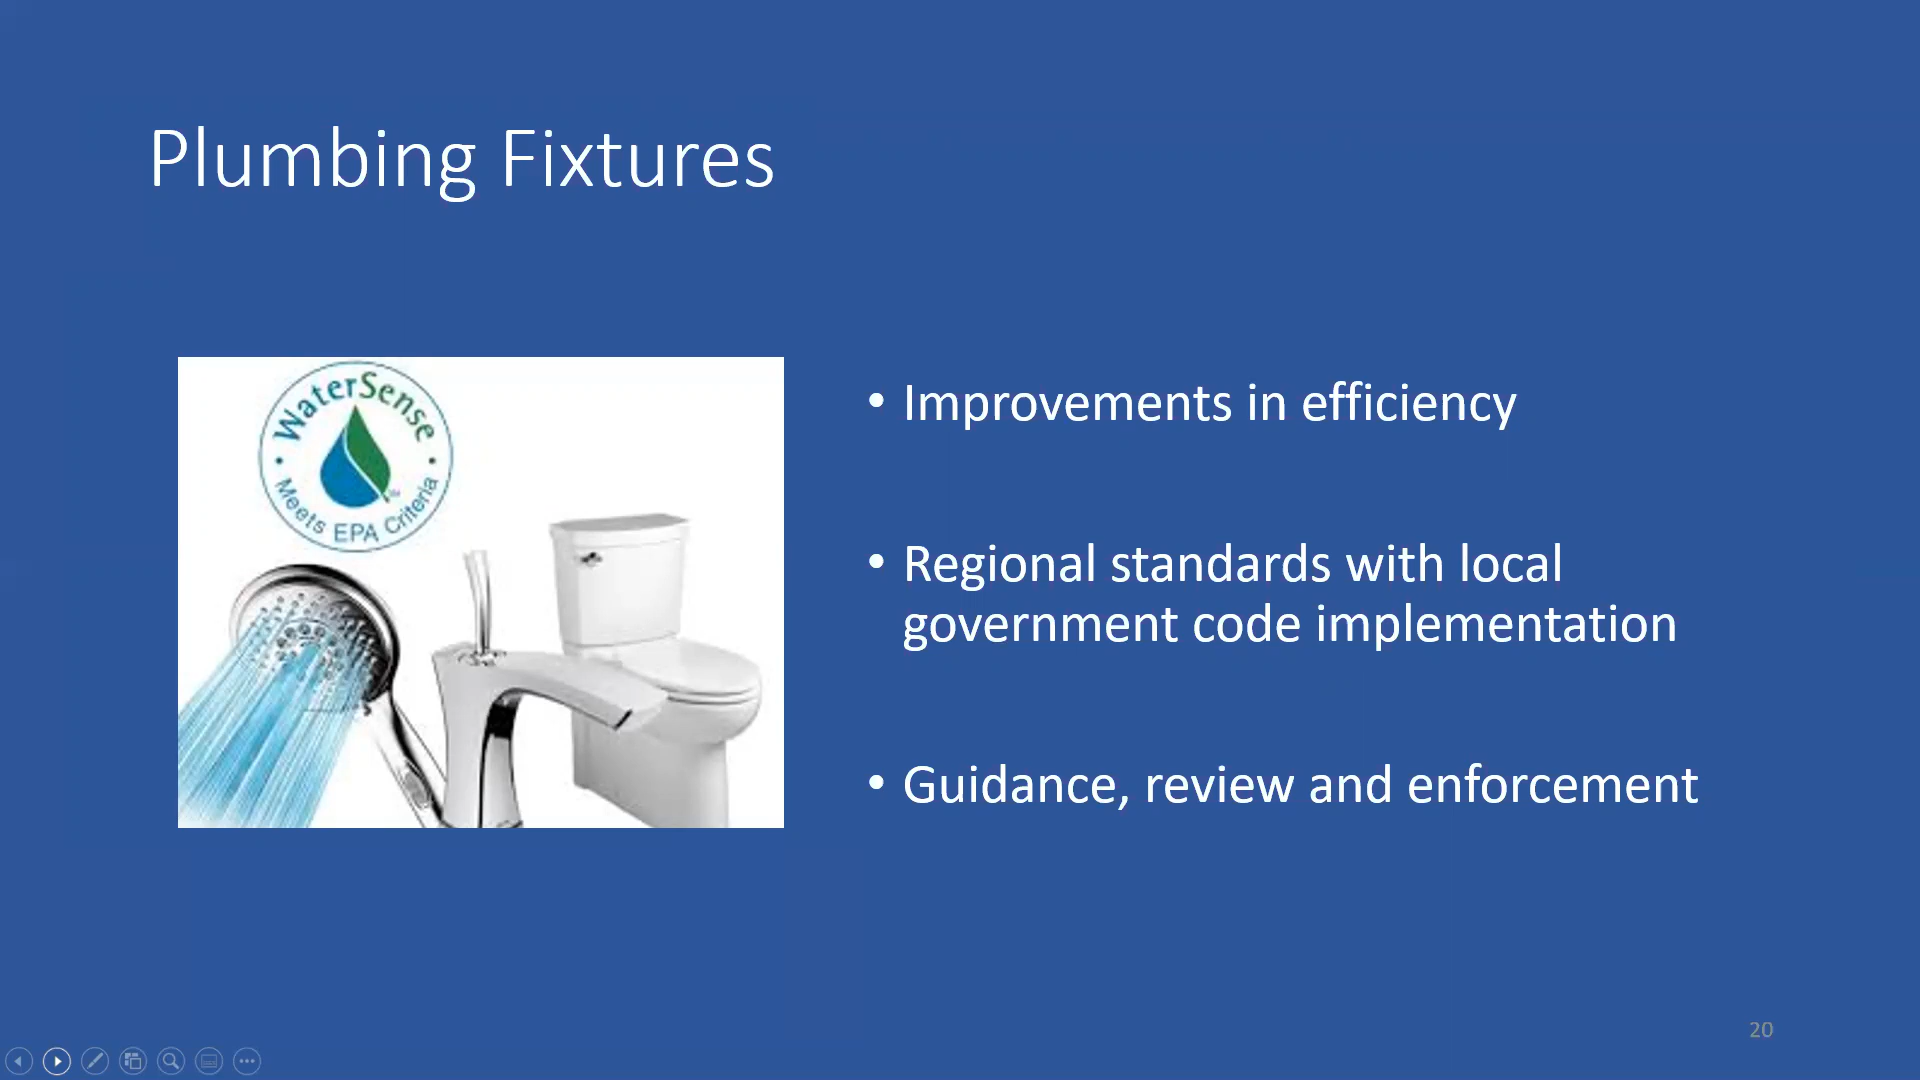 Plumbing Fixtures
WaterSense
Meets EPA Criteria
• Improvements in efficiency
• Regional standards with local
government code implementation
• Guidance, review and enforcement
20